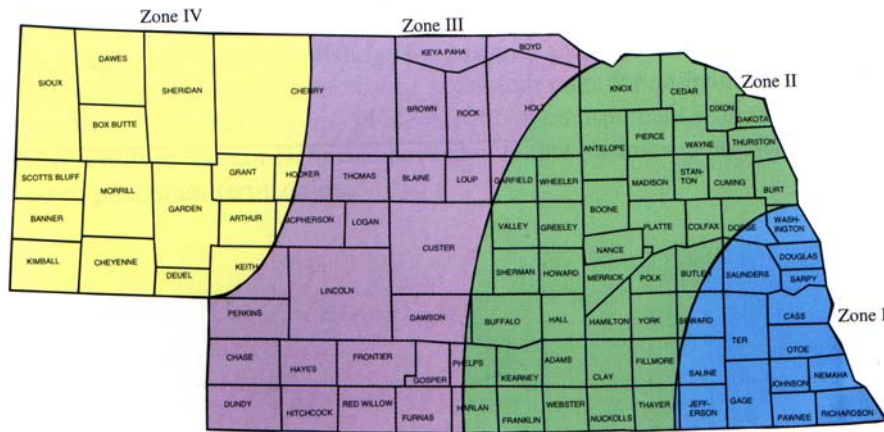 Zone IV
Zone III
Zone II
Zone I
SIOUX
DAWES
BOX BUTTE
SHERIDAN
CHERRY
KEYA PAHA
BOYD
BROWN
ROCK
HOLT
KNOX
CEDAR
DIXON
DAKOTA
ANTELOPE
PIERCE
WAYNE
THURSTON
SCOTTS BLUFF
MORRILL
GARDEN
GRANT
HOOKER
THOMAS
BLAINE
LOUP
GARFIELD
WHEELER
MADISON
STAN-
TON
CUMING
BURT
BANNER
ARTHUR
MCPHERSON
LOGAN
CUSTER
VALLEY
GREELEY
BOONE
PLATTE
COLFAX
DODGE
WASH-
INGTON
KIMBALL
CHEYENNE
DEUEL
KEITH
LINCOLN
SHERMAN
HOWARD
NANCE
MERRICK
POLK
BUTLER
SAUNDERS
DOUGLAS
SARPY
PERKINS
DAWSON
BUFFALO
HALL
HAMILTON
YORK
SEWARD
TER
CASS
OTOE
CHASE
HAYES
FRONTIER
GOSPER
PHELPS
KEARNEY
ADAMS
CLAY
FILLMORE
SALINE
JOHNSON
NEMAHA
DUNDY
HITCHCOCK
RED WILLOW
FURNAS
HARLAN
FRANKLIN
WEBSTER
NUCKOLLS
THAYER
JEFF-
ERSON
GAGE
PAWNEE
RICHARDSON